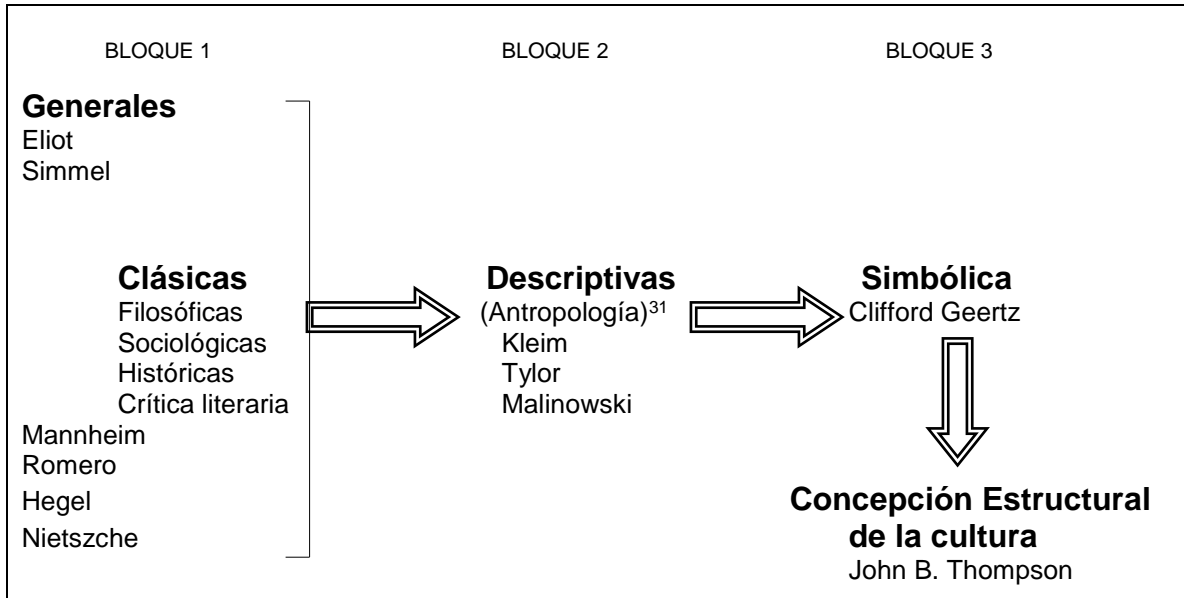 BLOQUE 1
BLOQUE 2
BLOQUE 3
Generales
Eliot
Simmel
Clásicas
Filosóficas
Sociológicas
Históricas
Crítica literaria
Mannheim
Romero
Hegel
Nietszche
Descriptivas
(Antropología)³¹
Kleim
Tylor
Malinowski
Simbólica
Clifford Geertz
Concepción Estructural
de la cultura
John B. Thompson